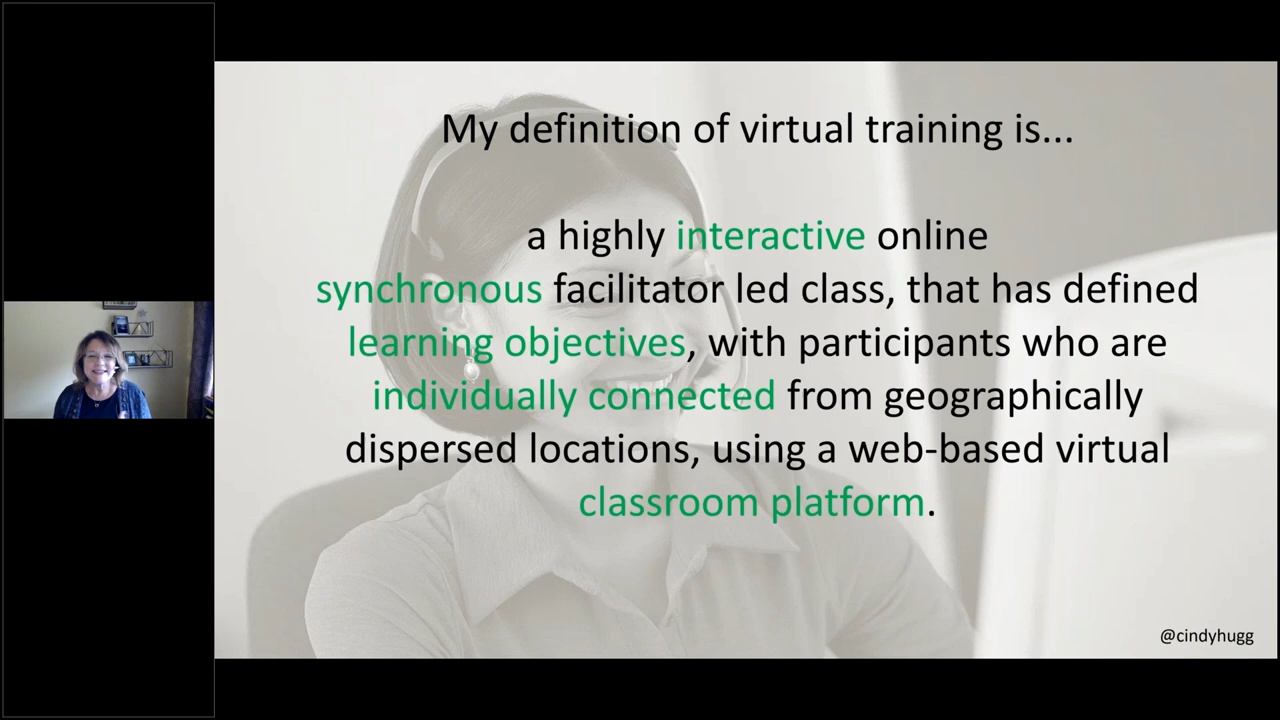 My definition of virtual training is...
a highly interactive online
synchronous facilitator led class, that has defined
learning objectives, with participants who are
individually connected from geographically
dispersed locations, using a web-based virtual
classroom platform.
@cindyhugg